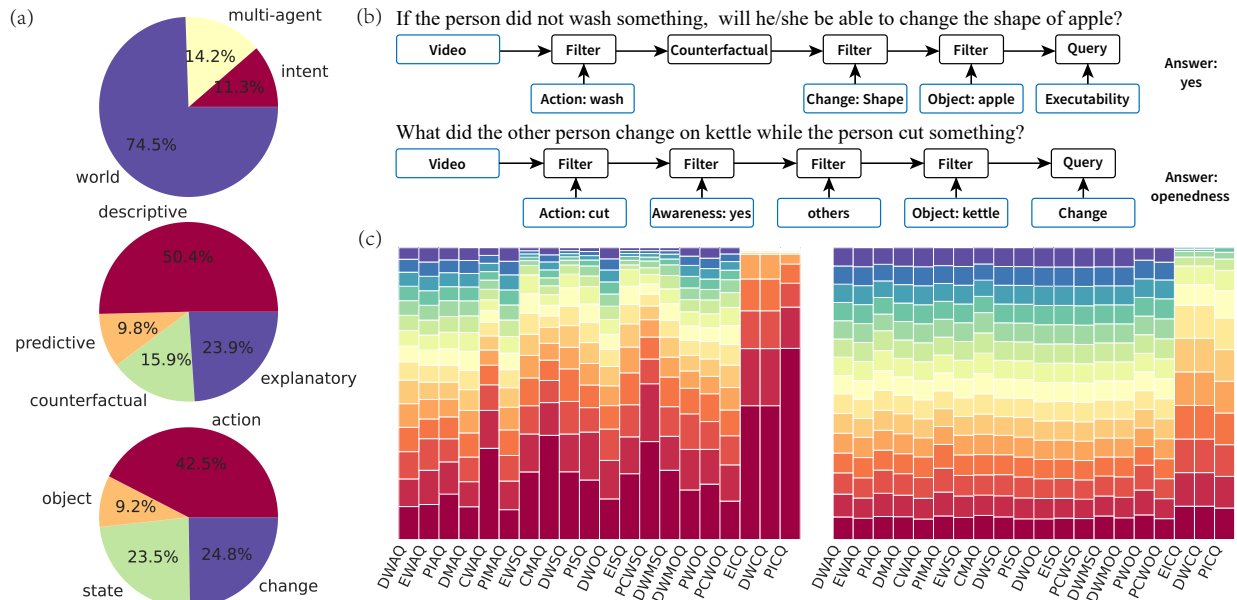 (a)
multi-agent
14.2%
intent
11.3%
74.5%
world
descriptive
50.4%
9.8%
predictive
15.9%
23.9%
counterfactual
explanatory
action
42.5%
object
9.2%
23.5%
24.8%
state
change
(b)
If the person did not wash something, will he/she be able to change the shape of apple?
Video
Filter
Counterfactual
Filter
Filter
Query
Action: wash
Change: Shape
Object: apple
Executability
Answer:
yes
What did the other person change on kettle while the person cut something?
Video
Filter
Filter
Filter
Filter
Query
Action: cut
Awareness: yes
others
Object: kettle
Change
Answer:
openedness
(c)
DWAQ
EWAQ
PIAQ
DMAQ
CWAQ
PIMAQ
EWSQ
CMAQ
DWSQ
PISQ
DWOQ
EISQ
PCWSQ
DWMSQ
DWMOQ
PWOQ
PCWOQ
EICQ
DWCQ
PICQ
DWAQ
EWAQ
PIAQ
DMAQ
CWAQ
PIMAQ
EWSQ
CMAQ
DWSQ
PISQ
DWOQ
EISQ
PCWSQ
DWMSQ
DWMOQ
PWOQ
PCWOQ
EICQ
DWCQ
PICQ